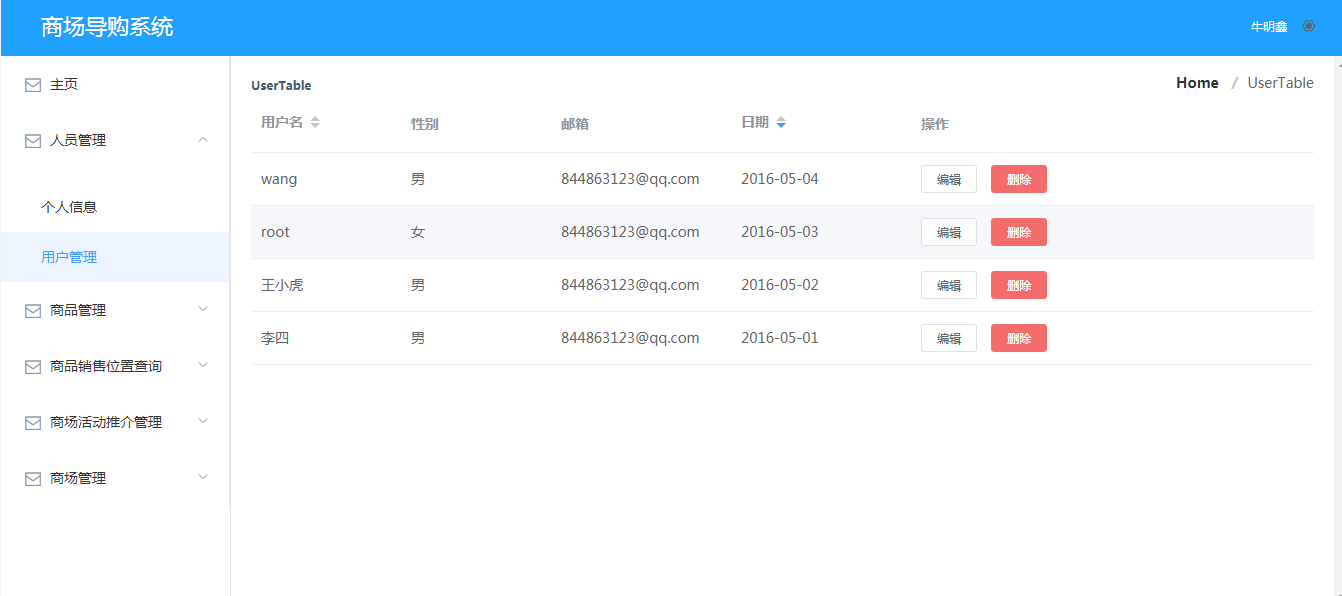 商场导购系统
牛明鑫
主页
人员管理
个人信息
用户管理
商品管理
商品销售位置查询
商场活动推介管理
商场管理
UserTable
Home / UserTable
用户名 性别 邮箱 日期 操作
wang 男 844863123@qq.com 2016-05-04 编辑 删除
root 女 844863123@qq.com 2016-05-03 编辑 删除
王小虎 男 844863123@qq.com 2016-05-02 编辑 删除
李四 男 844863123@qq.com 2016-05-01 编辑 删除